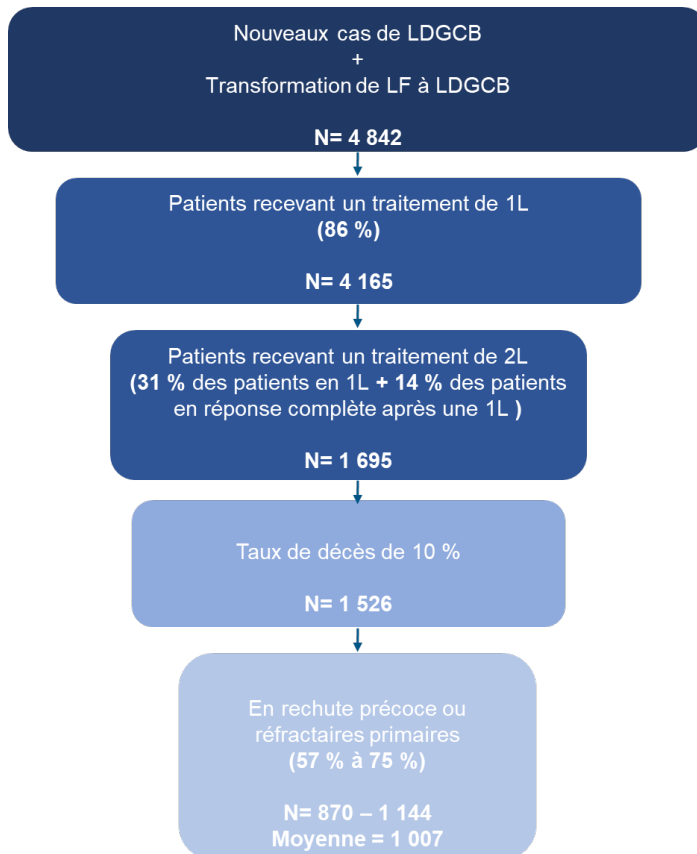 Nouveaux cas de LDGCB
+
Transformation de LF à LDGCB
N= 4 842
Patients recevant un traitement de 1L
(86 %)
N= 4 165
Patients recevant un traitement de 2L
(31 % des patients en 1L + 14 % des patients
en réponse complète après une 1L )
N= 1 695
Taux de décès de 10 %
N= 1 526
En rechute précoce ou
réfractaires primaires
(57 % à 75 %)
N= 870 – 1 144
Moyenne = 1 007